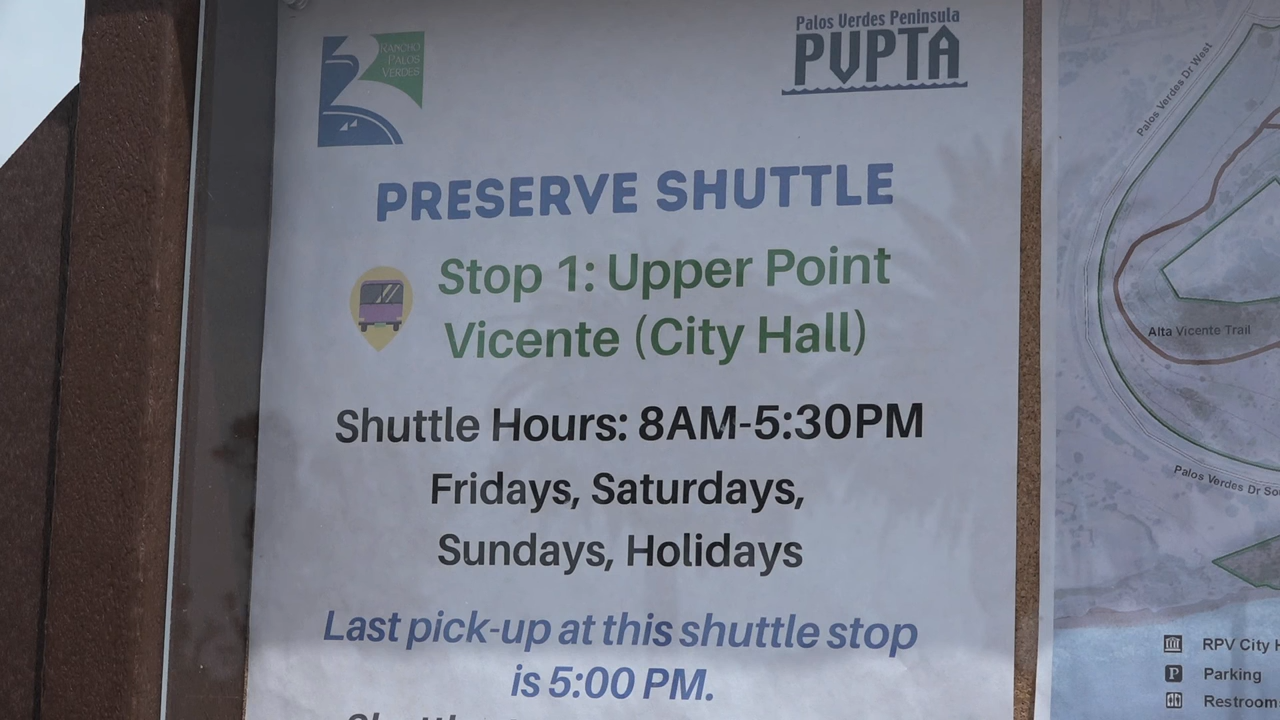 RANCHO
PALOS
VERDES
Palos Verdes Peninsula
PVPTA
PRESERVE SHUTTLE
Stop 1: Upper Point
Vicente (City Hall)
Shuttle Hours: 8AM-5:30PM
Fridays, Saturdays,
Sundays, Holidays
Last pick-up at this shuttle stop
is 5:00 PM.
Palos Verdes Dr West
Alta Vicente Trail
Palos Verdes Dr So
RPV City H
P Parking
Restroom